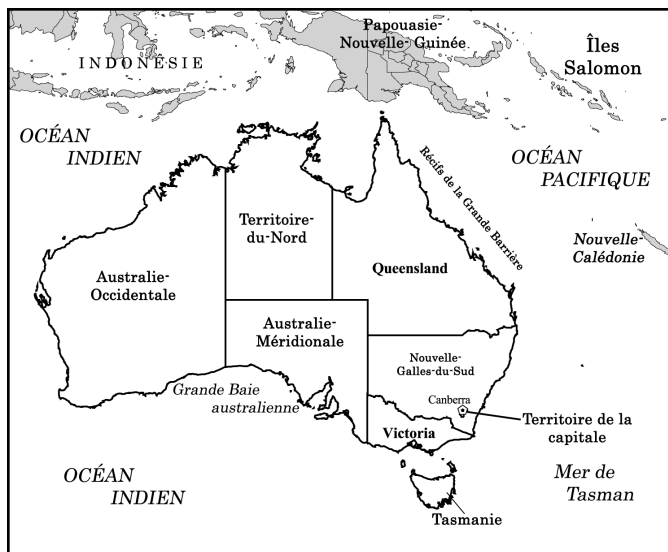 Papouasie-
Nouvelle-Guinée
Îles
Salomon
INDONÉSIE
OCÉAN
INDIEN
OCÉAN
PACIFIQUE
Récifs de la Grande Barrière
Territoire-
du-Nord
Nouvelle-
Calédonie
Queensland
Australie-
Occidentale
Australie-
Méridionale
Nouvelle-
Galles-du-Sud
Grande Baie
australienne
Canberra
Territoire de la
capitale
Victoria
OCÉAN
INDIEN
Mer de
Tasman
Tasmanie